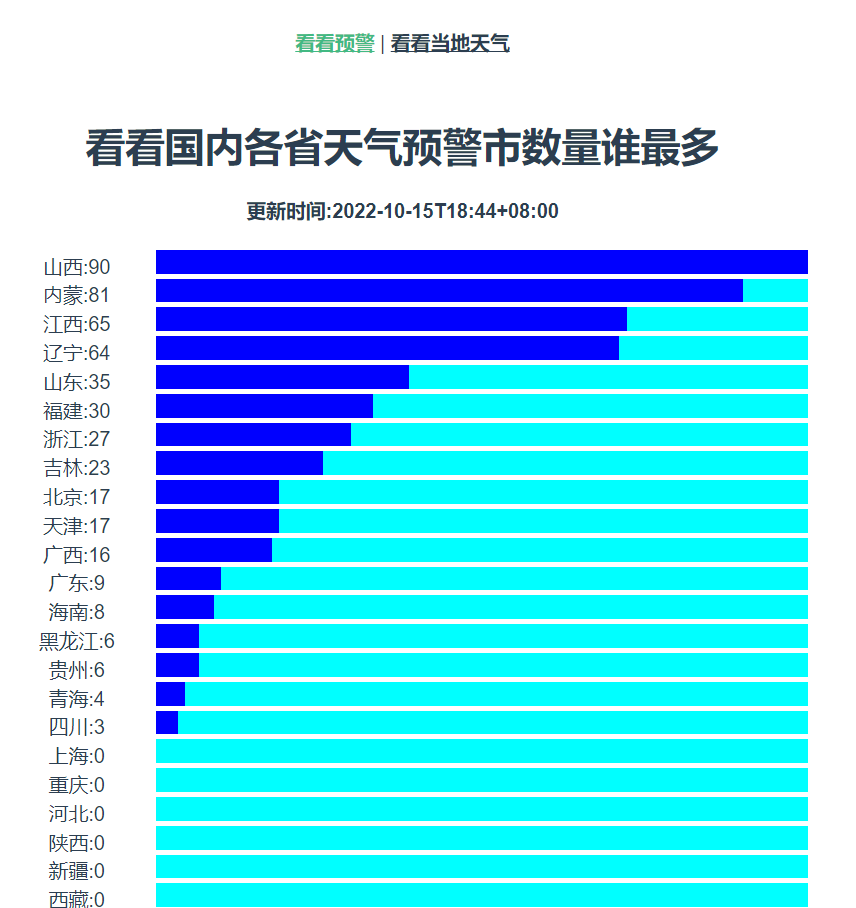 看看预警 | 看看当地天气
看看国内各省天气预警市数量谁最多
更新时间:2022-10-15T18:44+08:00
山西:90
内蒙:81
江西:65
辽宁:64
山东:35
福建:30
浙江:27
吉林:23
北京:17
天津:17
广西:16
广东:9
海南:8
黑龙江:6
贵州:6
青海:4
四川:3
上海:0
重庆:0
河北:0
陕西:0
新疆:0
西藏:0